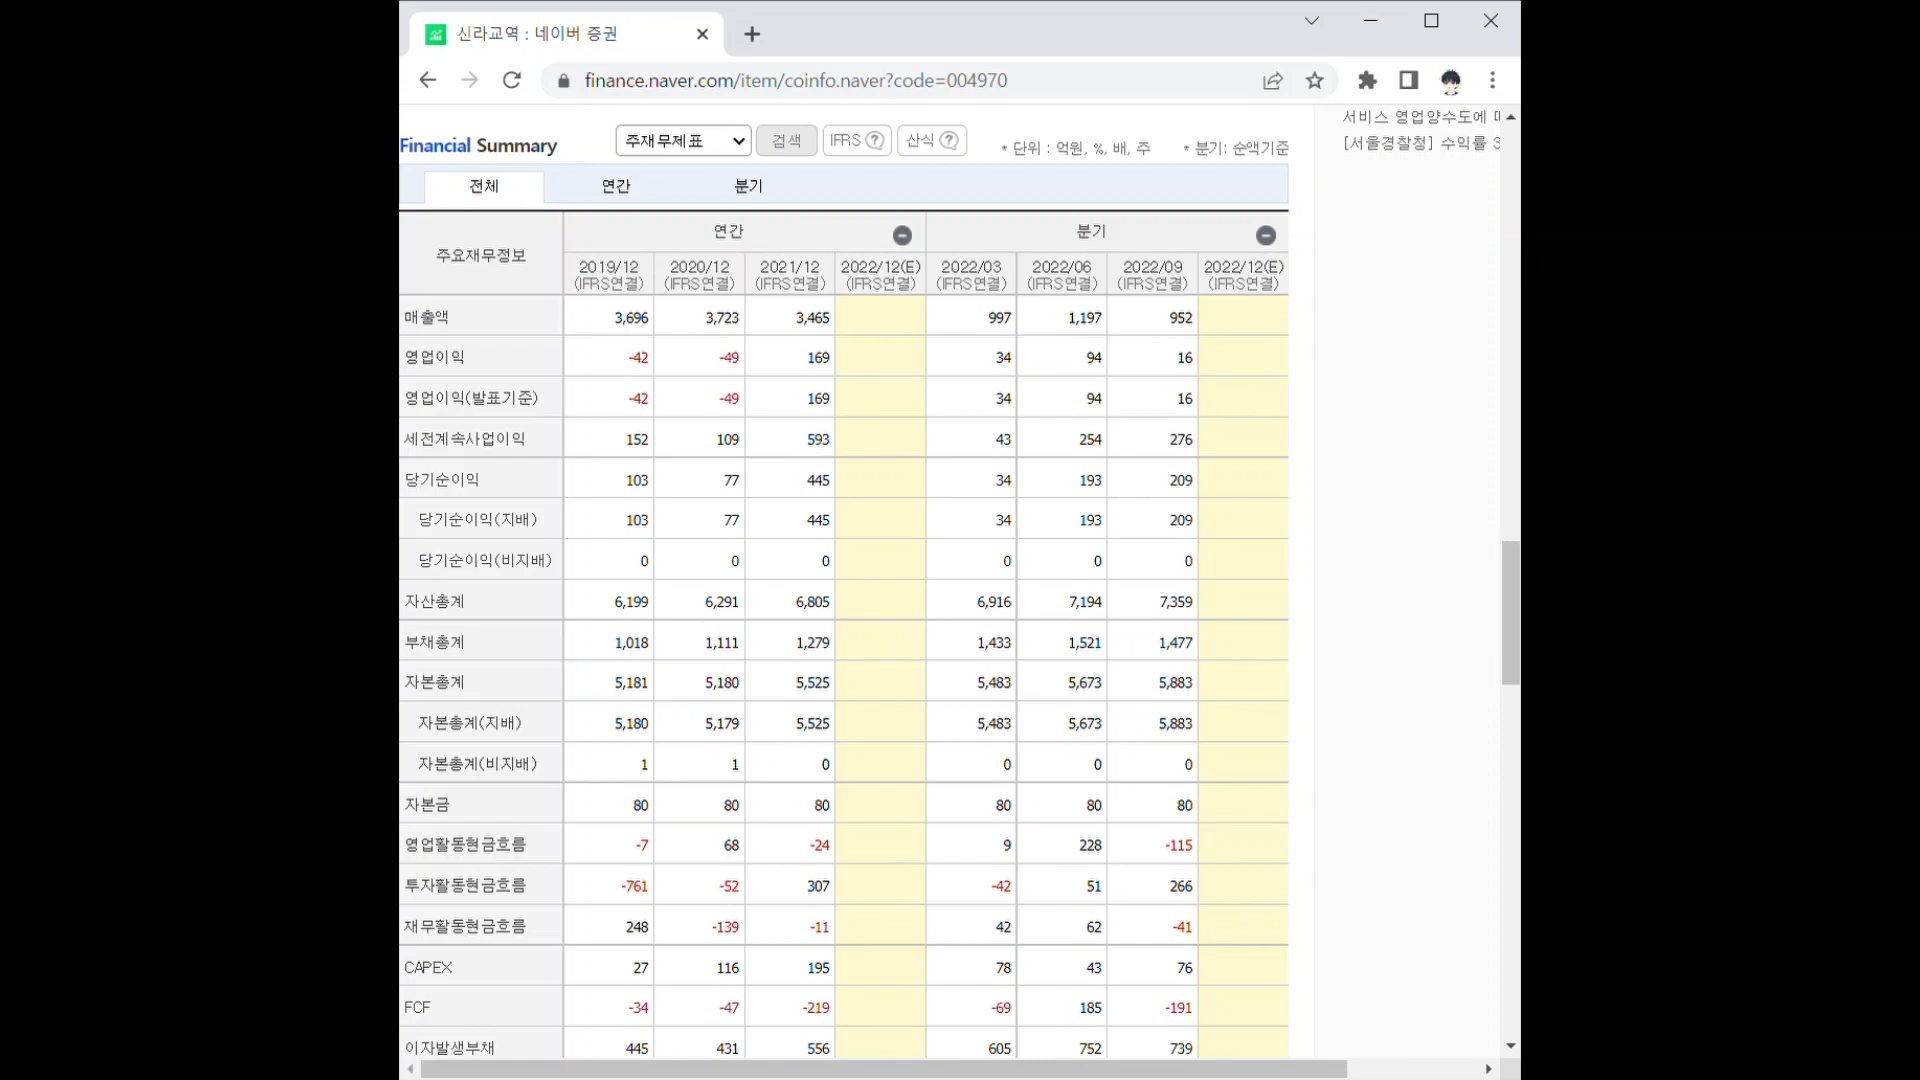 신라교역 : 네이버 증권
finance.naver.com/item/coinfo.naver?code=004970
서비스 영업양수도에
[서울경찰청] 수익률
Financial Summary 주재무제표 검색 IFRS ? 산식 ? * 단위 : 억원, %, 배, 주 * 분기: 순액기준
전체 연간 분기
주요재무정보 연간 분기
2019/12 2020/12 2021/12 2022/12(E) 2022/03 2022/06 2022/09 2022/12(E)
(IFRS연결) (IFRS연결) (IFRS연결) (IFRS연결) (IFRS연결) (IFRS연결) (IFRS연결) (IFRS연결)
매출액 3,696 3,723 3,465 997 1,197 952
영업이익 -42 -49 169 34 94 16
영업이익(발표기준) -42 -49 169 34 94 16
세전계속사업이익 152 109 593 43 254 276
당기순이익 103 77 445 34 193 209
당기순이익(지배) 103 77 445 34 193 209
당기순이익(비지배) 0 0 0 0 0 0
자산총계 6,199 6,291 6,805 6,916 7,194 7,359
부채총계 1,018 1,111 1,279 1,433 1,521 1,477
자본총계 5,181 5,180 5,525 5,483 5,673 5,883
자본총계(지배) 5,180 5,179 5,525 5,483 5,673 5,883
자본총계(비지배) 1 1 0 0 0 0
자본금 80 80 80 80 80 80
영업활동현금흐름 -7 68 -24 9 228 -115
투자활동현금흐름 -761 -52 307 -42 51 266
재무활동현금흐름 248 -139 -11 42 62 -41
CAPEX 27 116 195 78 43 76
FCF -34 -47 -219 -69 185 -191
이자발생부채 445 431 556 605 752 739